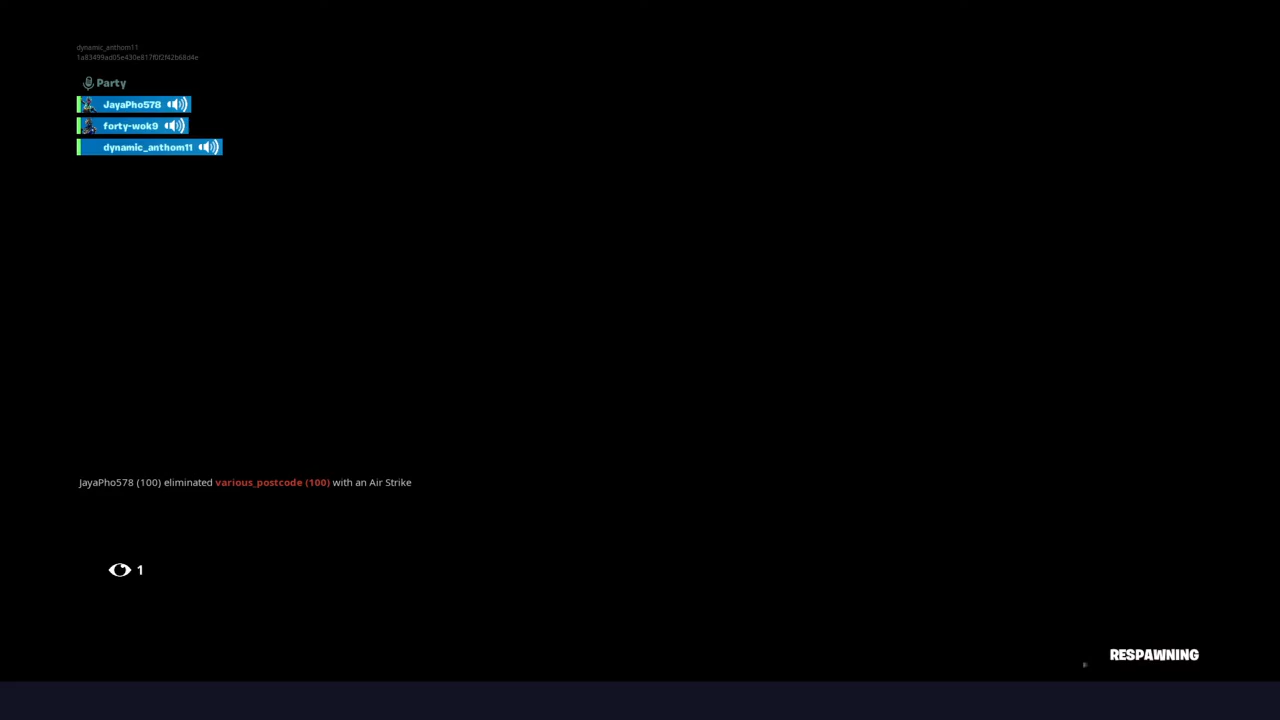 dynamic_anthom11
Party
JayaPho578
forty-wok9
dynamic_anthom11
JayaPho578 (100) eliminated various_postcode (100) with an Air Strike
1
RESPAWNING